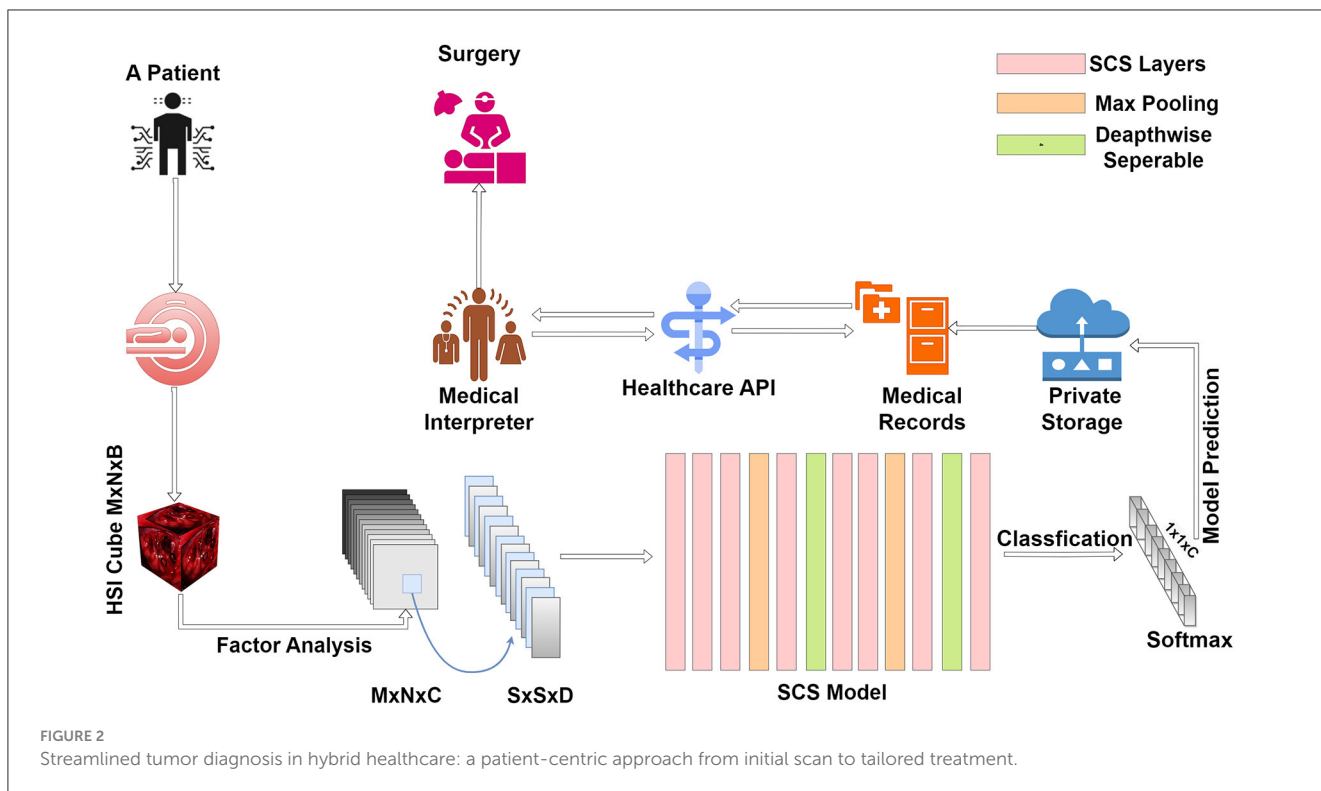 A Patient
Surgery
SCS Layers
Max Pooling
Deapthwise
Seperable
Medical
Interpreter
Healthcare API
Medical
Records
Private
Storage
Model Prediction
HSI Cube MxNxB
Factor Analysis
MxNxC
SxSxD
SCS Model
Classfication
1x1xC
Softmax
FIGURE 2
Streamlined tumor diagnosis in hybrid healthcare: a patient-centric approach from initial scan to tailored treatment.